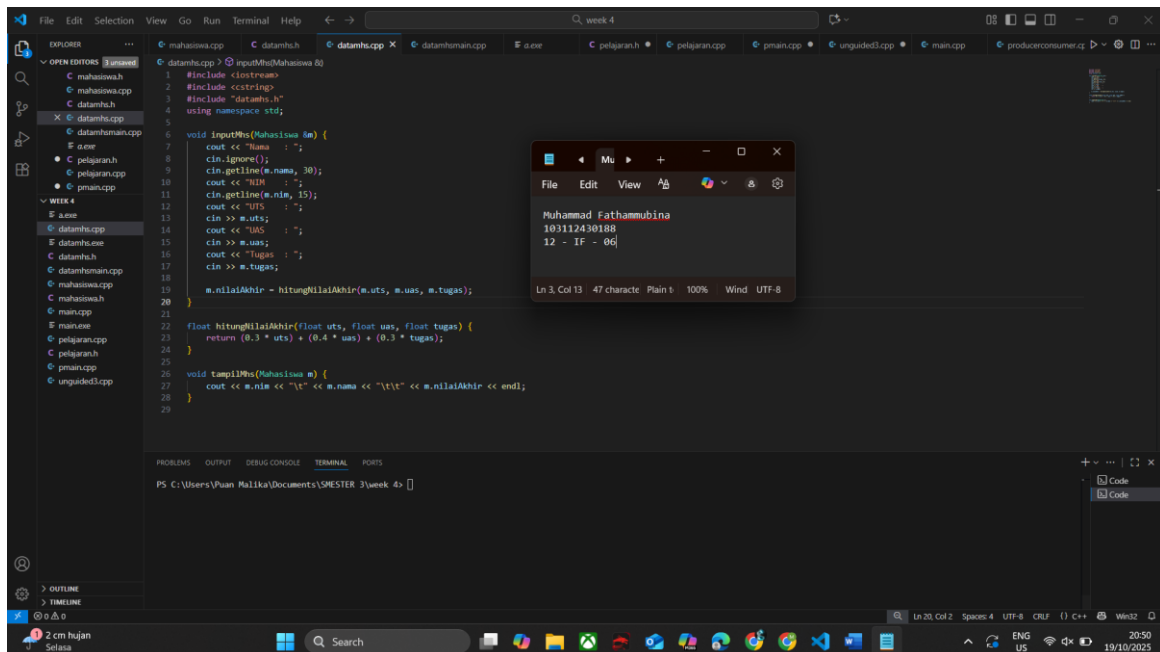 File Edit Selection View Go Run Terminal Help
week 4
EXPLORER
mahasiswa.cpp datamhs.h datamhs.cpp datamhsmain.cpp a.exe pelajaran.h pelajaran.cpp pmain.cpp unguided3.cpp main.cpp producerconsumer.cp
OPEN EDITORS 3 unsaved
mahasiswa.h
mahasiswa.cpp
datamhs.h
datamhs.cpp
datamhsmain.cpp
a.exe
pelajaran.h
pelajaran.cpp
pmain.cpp
WEEK 4
a.exe
datamhs.cpp
datamhs.exe
datamhs.h
datamhsmain.cpp
mahasiswa.cpp
mahasiswa.h
main.cpp
main.exe
pelajaran.cpp
pelajaran.h
pmain.cpp
unguided3.cpp
OUTLINE
TIMELINE
datamhs.cpp > inputMhs(Mahasiswa &)
1 #include <iostream>
2 #include <cstring>
3 #include "datamhs.h"
4 using namespace std;
5
6 void inputMhs(Mahasiswa &m) {
7 cout << "Nama : ";
8 cin.ignore();
9 cin.getline(m.nama, 30);
10 cout << "NIM : ";
11 cin.getline(m.nim, 15);
12 cout << "UTS : ";
13 cin >> m.uts;
14 cout << "UAS : ";
15 cin >> m.uas;
16 cout << "Tugas : ";
17 cin >> m.tugas;
18
19 m.nilaiAkhir = hitungNilaiAkhir(m.uts, m.uas, m.tugas);
20 }
21
22 float hitungNilaiAkhir(float uts, float uas, float tugas) {
23 return (0.3 * uts) + (0.4 * uas) + (0.3 * tugas);
24 }
25
26 void tampilMhs(Mahasiswa m) {
27 cout << m.nim << "\t" << m.nama << "\t\t" << m.nilaiAkhir << endl;
28 }
29
Mu
File Edit View
Muhammad Fathammubina
103112430188
12 - IF - 06
Ln 3, Col 13 47 characte Plain t 100% Wind UTF-8
PROBLEMS OUTPUT DEBUG CONSOLE TERMINAL PORTS
PS C:\Users\Puan Malika\Documents\SMESTER 3\week 4>
Code
Code
0 0 Ln 20, Col 2 Spaces: 4 UTF-8 CRLF {} C++ Win32
1 2 cm hujan
Selasa
Search
ENG
US
20:50
19/10/2025